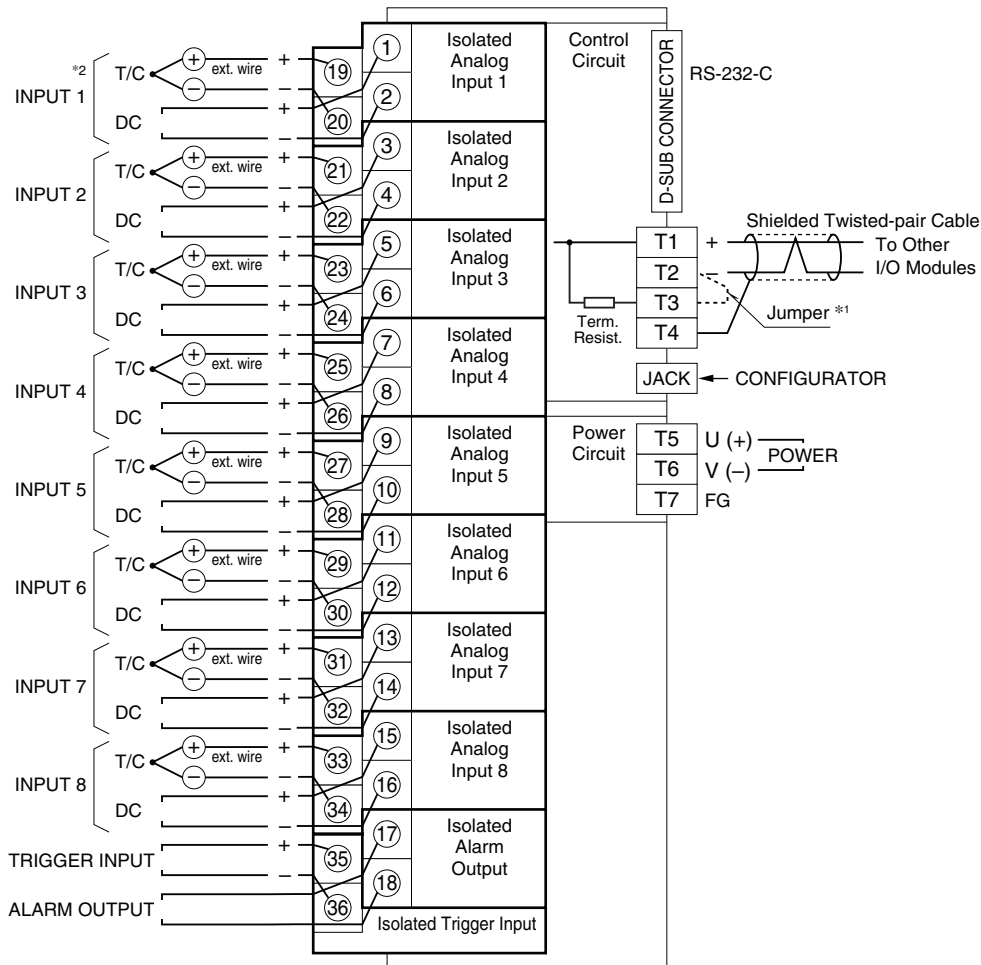 *2
INPUT 1
T/C
+
−
ext. wire
+
−
DC
+
−
19
20
1
2
Isolated
Analog
Input 1
INPUT 2
T/C
+
−
ext. wire
+
−
DC
+
−
21
22
3
4
Isolated
Analog
Input 2
INPUT 3
T/C
+
−
ext. wire
+
−
DC
+
−
23
24
5
6
Isolated
Analog
Input 3
INPUT 4
T/C
+
−
ext. wire
+
−
DC
+
−
25
26
7
8
Isolated
Analog
Input 4
INPUT 5
T/C
+
−
ext. wire
+
−
DC
+
−
27
28
9
10
Isolated
Analog
Input 5
INPUT 6
T/C
+
−
ext. wire
+
−
DC
+
−
29
30
11
12
Isolated
Analog
Input 6
INPUT 7
T/C
+
−
ext. wire
+
−
DC
+
−
31
32
13
14
Isolated
Analog
Input 7
INPUT 8
T/C
+
−
ext. wire
+
−
DC
+
−
33
34
15
16
Isolated
Analog
Input 8
TRIGGER INPUT
+
−
35
36
ALARM OUTPUT
17
18
Isolated
Alarm
Output
Isolated Trigger Input
Control
Circuit
D-SUB CONNECTOR
RS-232-C
Shielded Twisted-pair Cable
T1
+
To Other
I/O Modules
T2
−
T3
Term.
Resist.
Jumper *1
T4
JACK
CONFIGURATOR
Power
Circuit
T5
U (+)
POWER
T6
V (–)
T7
FG